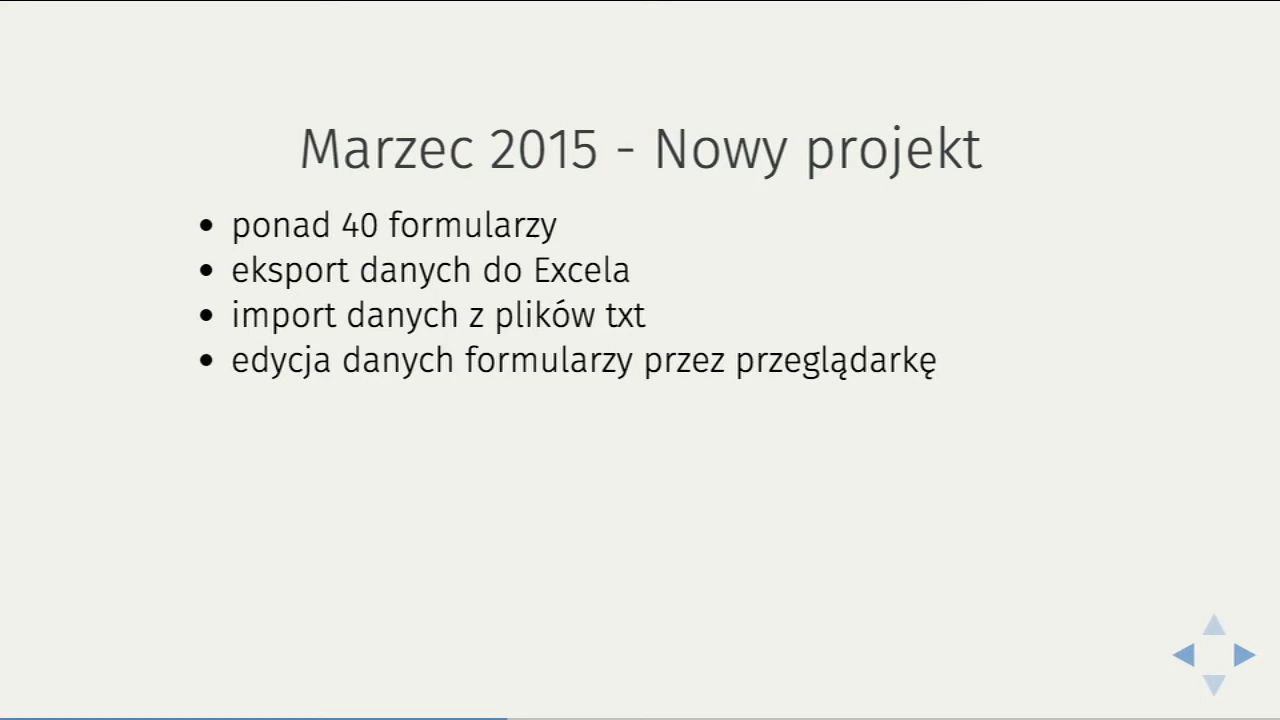 Marzec 2015 - Nowy projekt
• ponad 40 formularzy
• eksport danych do Excela
• import danych z plików txt
• edycja danych formularzy przez przeglądarkę